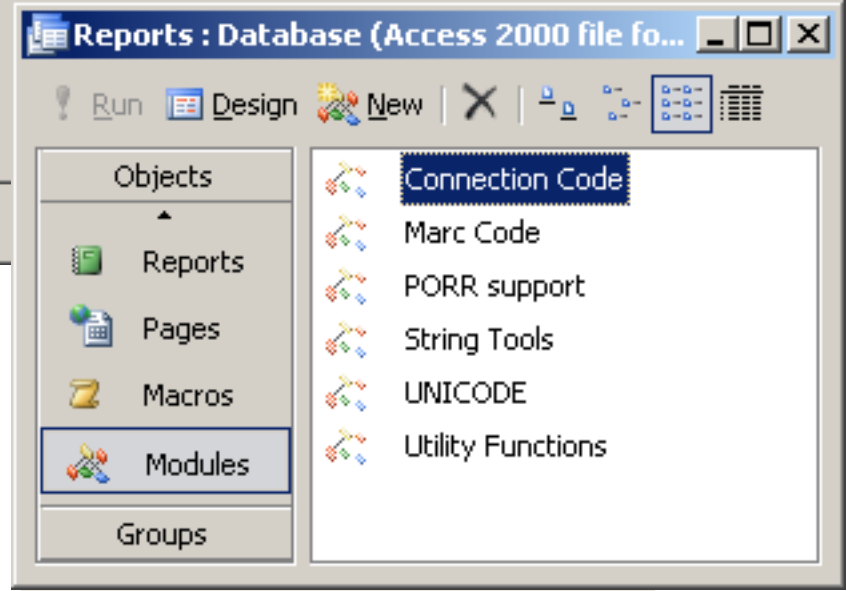 Reports : Database (Access 2000 file fo...
Run Design New
Objects
Reports
Pages
Macros
Modules
Groups
Connection Code
Marc Code
PORR support
String Tools
UNICODE
Utility Functions